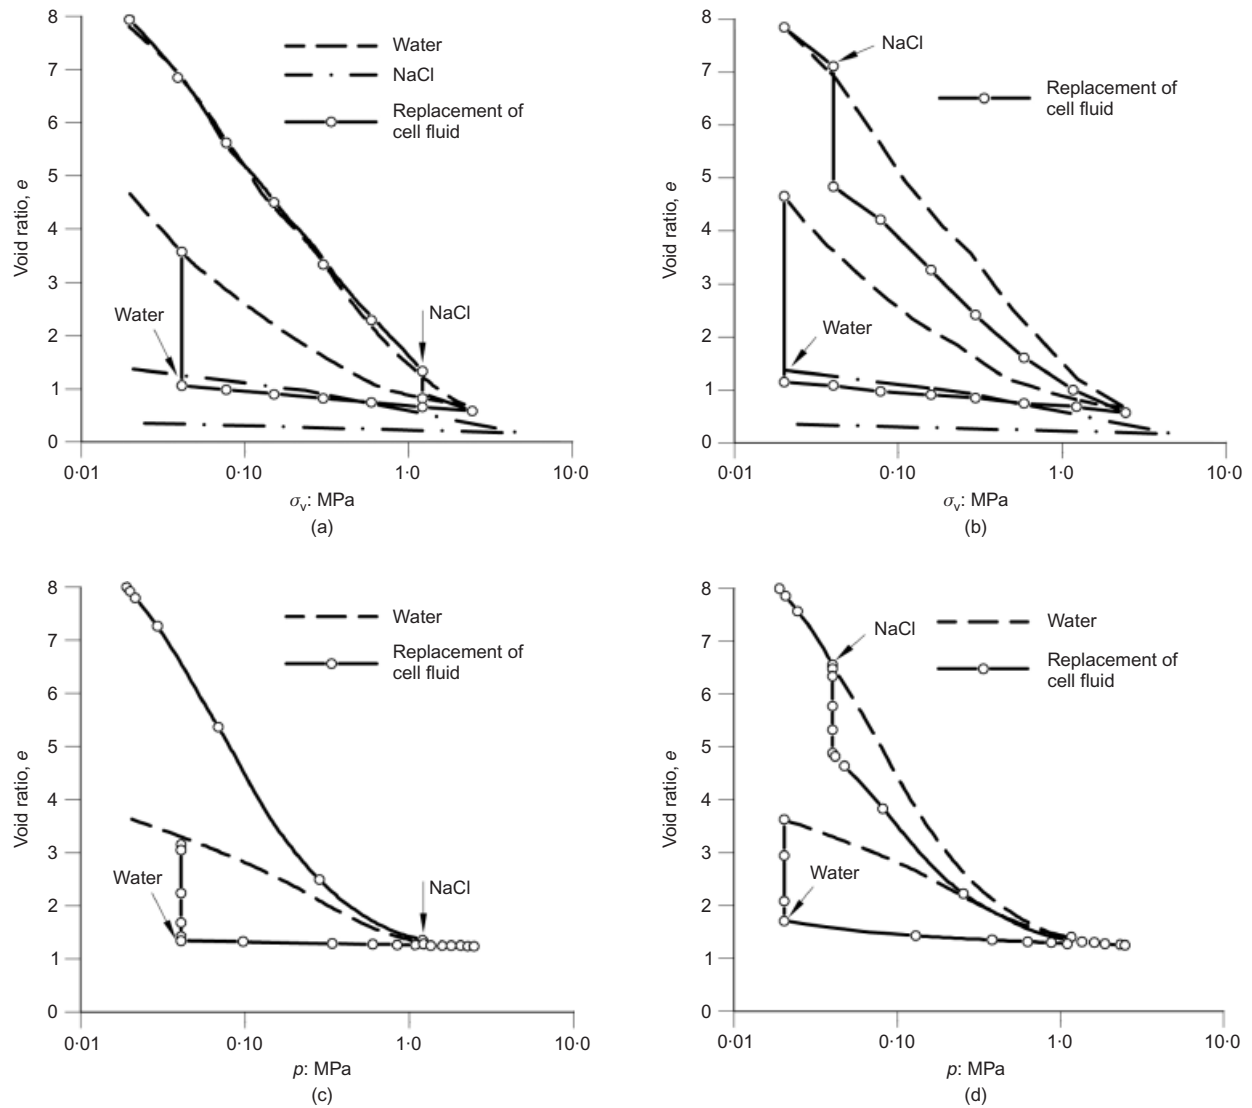 8
7
6
5
4
3
2
1
0
Void ratio, e
Water
NaCl
Replacement of
cell fluid
Water
NaCl
0·01
0·10
1·0
10·0
σv: MPa
(a)
8
7
6
5
4
3
2
1
0
Void ratio, e
NaCl
Replacement of
cell fluid
Water
0·01
0·10
1·0
10·0
σv: MPa
(b)
8
7
6
5
4
3
2
1
0
Void ratio, e
Water
Replacement of
cell fluid
Water
NaCl
0·01
0·10
1·0
10·0
p: MPa
(c)
8
7
6
5
4
3
2
1
0
Void ratio, e
NaCl
Water
Replacement of
cell fluid
Water
0·01
0·10
1·0
10·0
p: MPa
(d)